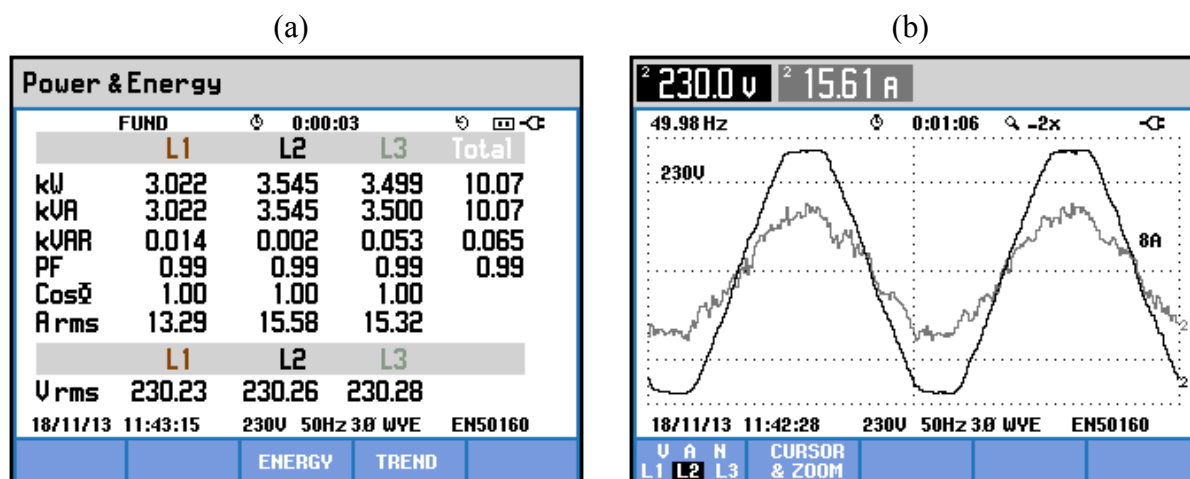 (a)
Power & Energy
FUND 0:00:03
L1 L2 L3 Total
kW 3.022 3.545 3.499 10.07
kVA 3.022 3.545 3.500 10.07
kVAR 0.014 0.002 0.053 0.065
PF 0.99 0.99 0.99 0.99
CosΦ 1.00 1.00 1.00
A rms 13.29 15.58 15.32
L1 L2 L3
V rms 230.23 230.26 230.28
18/11/13 11:43:15 230V 50Hz 3Ø WYE EN50160
ENERGY TREND
(b)
2 230.0 V 2 15.61 A
49.98 Hz 0:01:06 -2x
230V
8A
2
2
18/11/13 11:42:28 230V 50Hz 3Ø WYE EN50160
V A N CURSOR
L1 L2 L3 & ZOOM